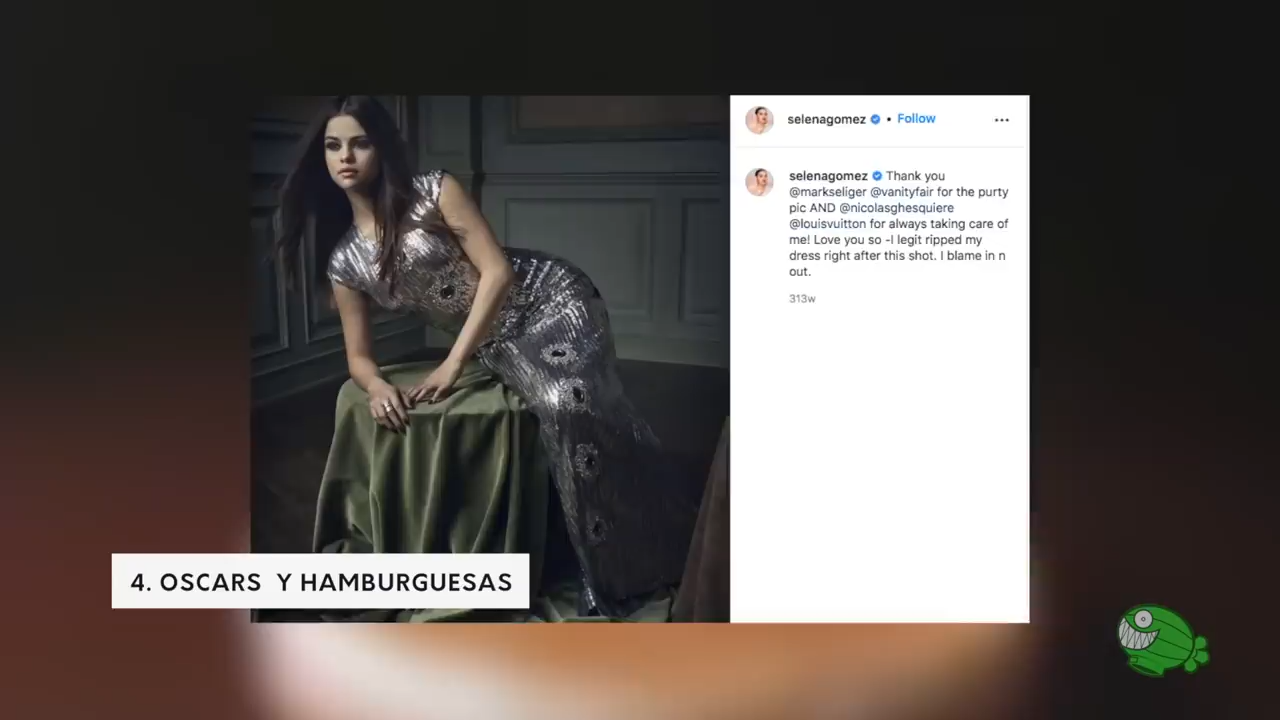 selenagomez • Follow
selenagomez Thank you
@markseliger @vanityfair for the purty
pic AND @nicolasghesquiere
@louisvuitton for always taking care of
me! Love you so -I legit ripped my
dress right after this shot. I blame in n
out.
313w
4. OSCARS Y HAMBURGUESAS